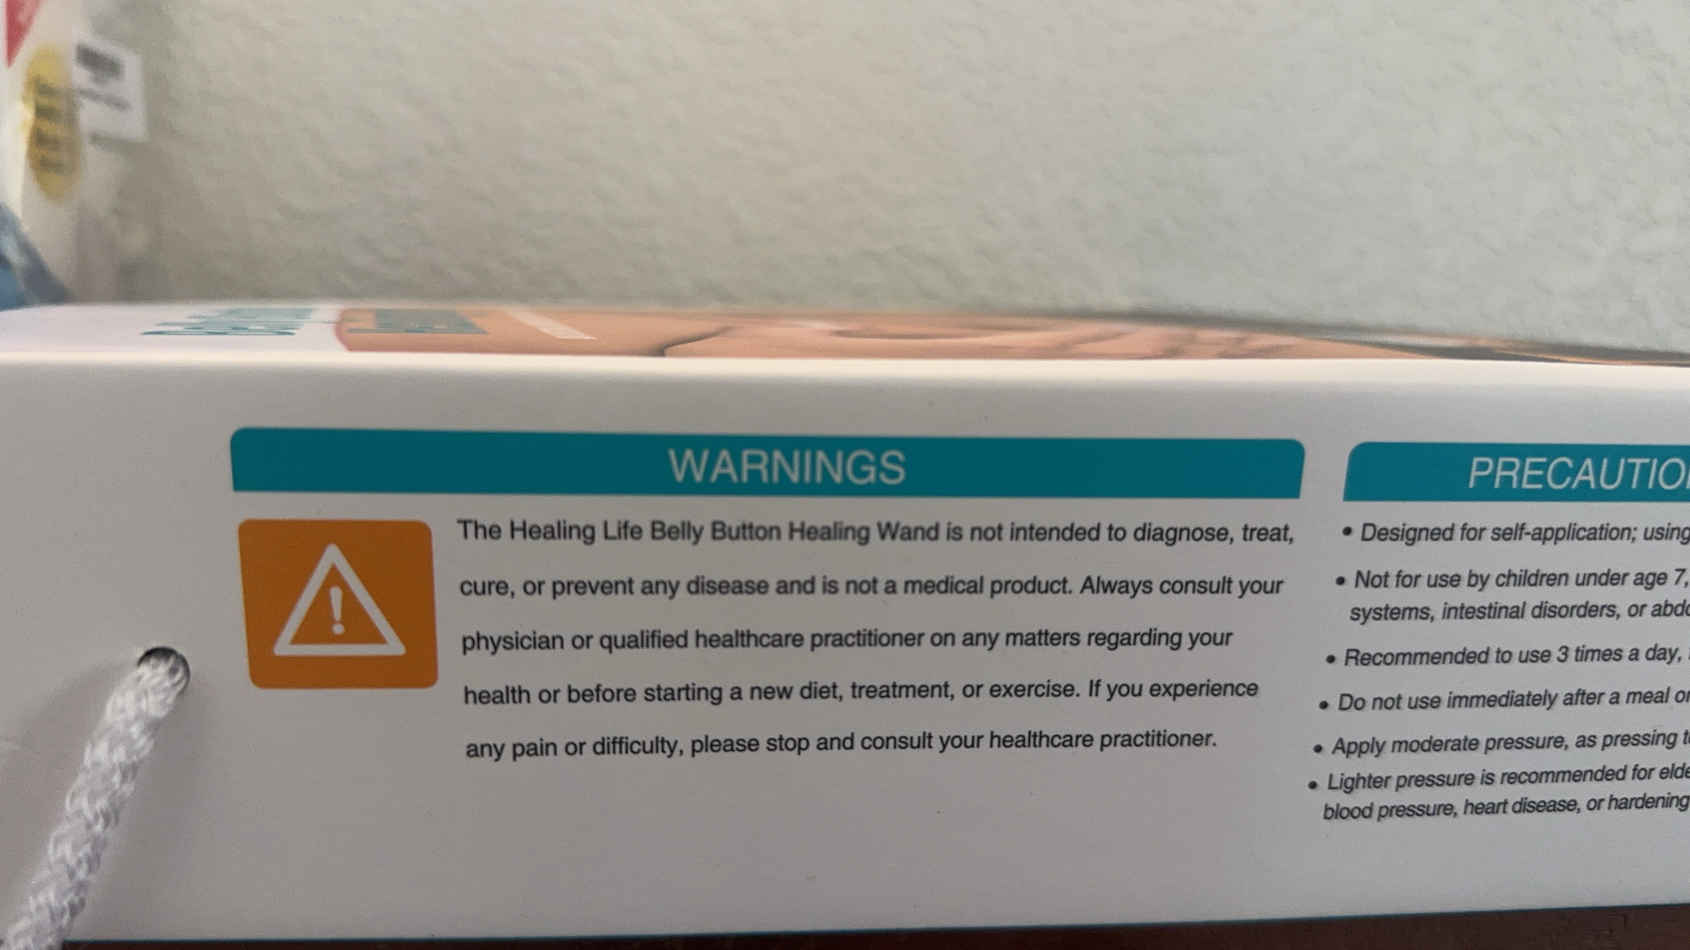 WARNINGS
The Healing Life Belly Button Healing Wand is not intended to diagnose, treat,
cure, or prevent any disease and is not a medical product. Always consult your
physician or qualified healthcare practitioner on any matters regarding your
health or before starting a new diet, treatment, or exercise. If you experience
any pain or difficulty, please stop and consult your healthcare practitioner.
PRECAUTIO
• Designed for self-application; using
• Not for use by children under age 7,
systems, intestinal disorders, or abdo
• Recommended to use 3 times a day,
• Do not use immediately after a meal or
• Apply moderate pressure, as pressing t
• Lighter pressure is recommended for elde
blood pressure, heart disease, or hardening